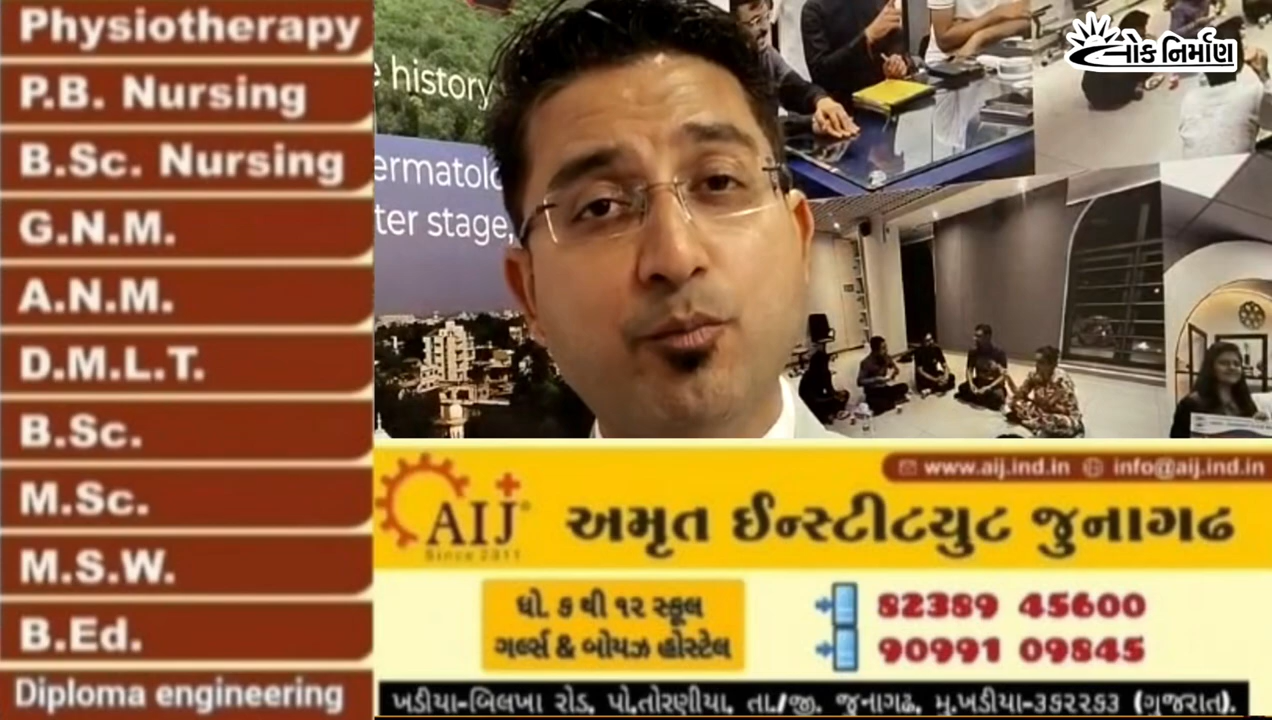 Physiotherapy
P.B. Nursing
B.Sc. Nursing
G.N.M.
A.N.M.
D.M.L.T.
B.Sc.
M.Sc.
M.S.W.
B.Ed.
Diploma engineering
history
ter stage,
લોક નિર્માણ
www.aij.ind.in info@aij.ind.in
AIJ
Since 2011
અમૃત ઈન્સ્ટીટયુટ જુનાગઢ
ધો. ૬ થી ૧૨ સ્કૂલ
ગર્લ્સ & બોયઝ હોસ્ટેલ
82389 45600
90991 09845
ખડીયા-બિલખા રોડ, પો.તોરણીયા, તા./જી. જુનાગઢ, મુ.ખડીયા-૩૬૨૨૬૩ (ગુજરાત).